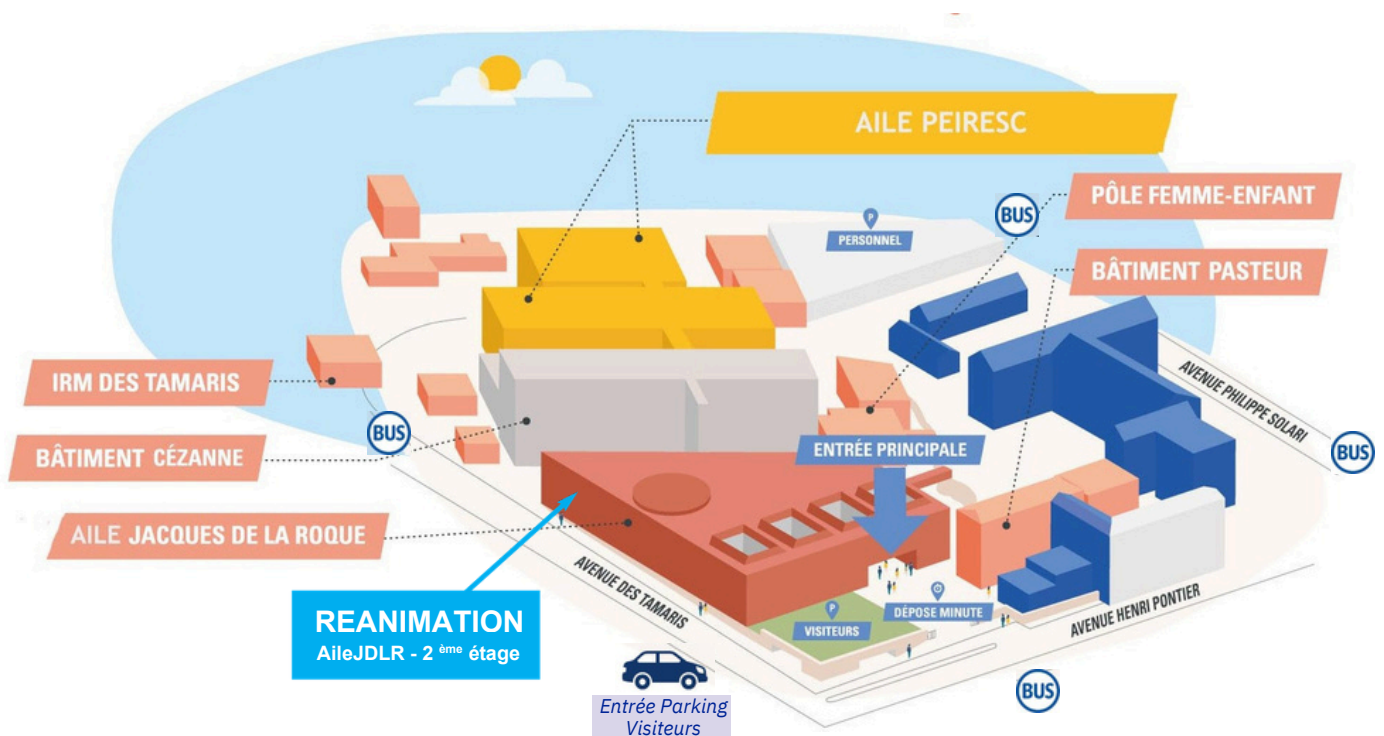 AILE PEIRESC
PÔLE FEMME-ENFANT
BUS
P
PERSONNEL
BÂTIMENT PASTEUR
IRM DES TAMARIS
AVENUE PHILIPPE SOLARI
BUS
BÂTIMENT CÉZANNE
ENTRÉE PRINCIPALE
BUS
AILE JACQUES DE LA ROQUE
AVENUE DES TAMARIS
REANIMATION
AileJDLR - 2 ème étage
P
VISITEURS
DÉPOSE MINUTE
AVENUE HENRI PONTIER
BUS
Entrée Parking
Visiteurs